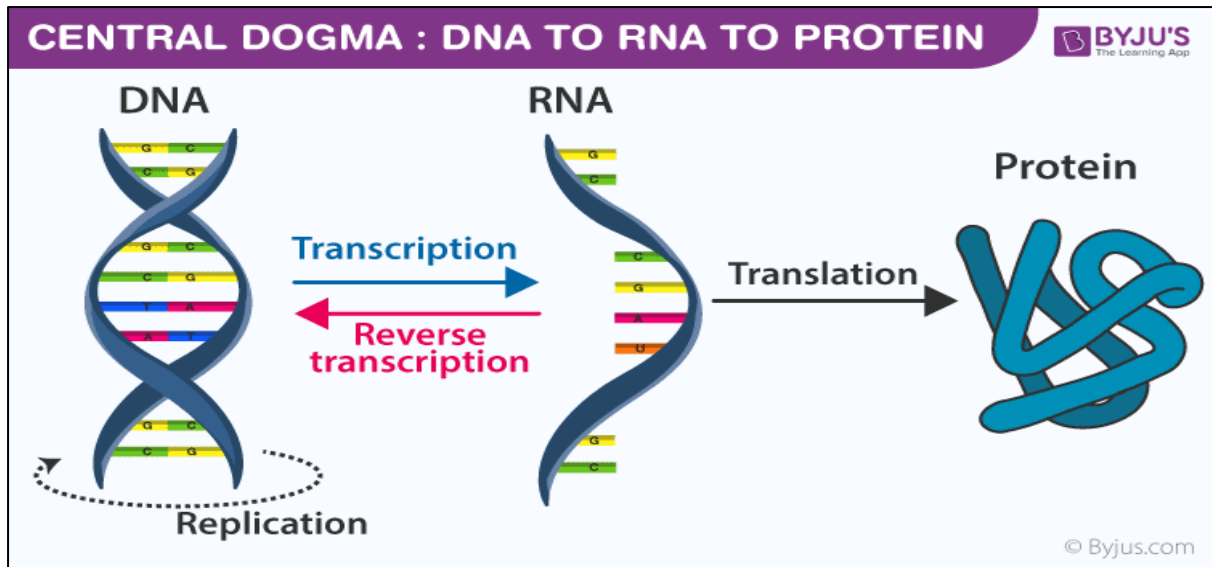 CENTRAL DOGMA : DNA TO RNA TO PROTEIN
BYJU'S
The Learning App
DNA
RNA
Protein
G C
C G
G C
C G
T A
A T
G C
C G
Transcription
Reverse
transcription
Replication
G
C
C
G
A
U
G
C
Translation
© Byjus.com